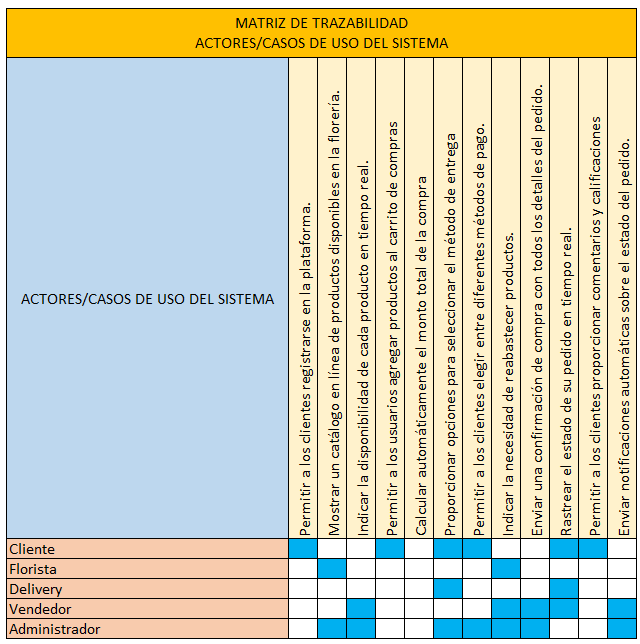 MATRIZ DE TRAZABILIDAD
ACTORES/CASOS DE USO DEL SISTEMA
ACTORES/CASOS DE USO DEL SISTEMA
Permitir a los clientes registrarse en la plataforma.
Mostrar un catálogo en línea de productos disponibles en la florería.
Indicar la disponibilidad de cada producto en tiempo real.
Permitir a los usuarios agregar productos al carrito de compras
Calcular automáticamente el monto total de la compra
Proporcionar opciones para seleccionar el método de entrega
Permitir a los clientes elegir entre diferentes métodos de pago.
Indicar la necesidad de reabastecer productos.
Enviar una confirmación de compra con todos los detalles del pedido.
Rastrear el estado de su pedido en tiempo real.
Permitir a los clientes proporcionar comentarios y calificaciones
Enviar notificaciones automáticas sobre el estado del pedido.
Cliente
Florista
Delivery
Vendedor
Administrador